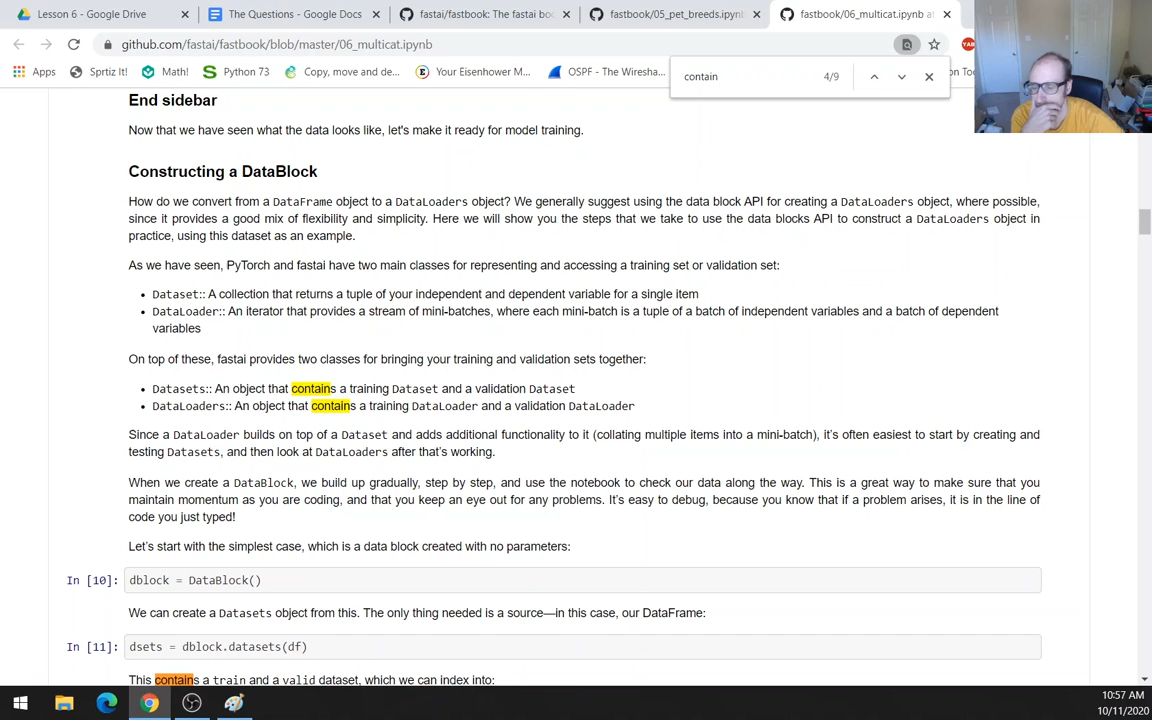 Lesson 6 - Google Drive
The Questions - Google Docs
fastai/fastbook: The fastai boo
fastbook/05_pet_breeds.ipynb
fastbook/06_multicat.ipynb at
github.com/fastai/fastbook/blob/master/06_multicat.ipynb
Apps
Sprtiz It!
Math!
Python 73
Copy, move and de...
Your Eisenhower M...
OSPF - The Wiresha...
contain
4/9
End sidebar
Now that we have seen what the data looks like, let's make it ready for model training.
Constructing a DataBlock
How do we convert from a DataFrame object to a DataLoaders object? We generally suggest using the data block API for creating a DataLoaders object, where possible,
since it provides a good mix of flexibility and simplicity. Here we will show you the steps that we take to use the data blocks API to construct a DataLoaders object in
practice, using this dataset as an example.
As we have seen, PyTorch and fastai have two main classes for representing and accessing a training set or validation set:
• Dataset:: A collection that returns a tuple of your independent and dependent variable for a single item
• DataLoader:: An iterator that provides a stream of mini-batches, where each mini-batch is a tuple of a batch of independent variables and a batch of dependent
variables
On top of these, fastai provides two classes for bringing your training and validation sets together:
• Datasets:: An object that contains a training Dataset and a validation Dataset
• DataLoaders:: An object that contains a training DataLoader and a validation DataLoader
Since a DataLoader builds on top of a Dataset and adds additional functionality to it (collating multiple items into a mini-batch), it's often easiest to start by creating and
testing Datasets, and then look at DataLoaders after that's working.
When we create a DataBlock, we build up gradually, step by step, and use the notebook to check our data along the way. This is a great way to make sure that you
maintain momentum as you are coding, and that you keep an eye out for any problems. It's easy to debug, because you know that if a problem arises, it is in the line of
code you just typed!
Let's start with the simplest case, which is a data block created with no parameters:
In [10]: dblock = DataBlock()
We can create a Datasets object from this. The only thing needed is a source—in this case, our DataFrame:
In [11]: dsets = dblock.datasets(df)
This contains a train and a valid dataset, which we can index into:
10:57 AM
10/11/2020